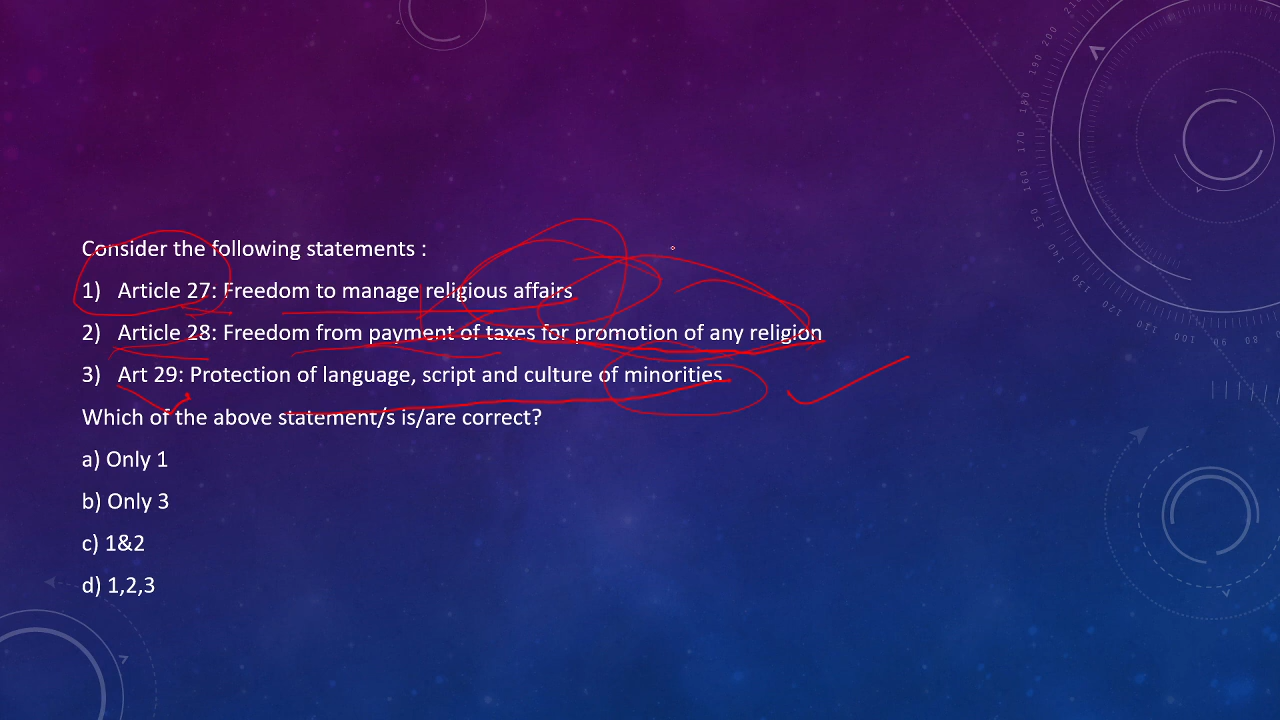 Consider the following statements :
1) Article 27: Freedom to manage religious affairs
2) Article 28: Freedom from payment of taxes for promotion of any religion
3) Art 29: Protection of language, script and culture of minorities
Which of the above statement/s is/are correct?
a) Only 1
b) Only 3
c) 1&2
d) 1,2,3